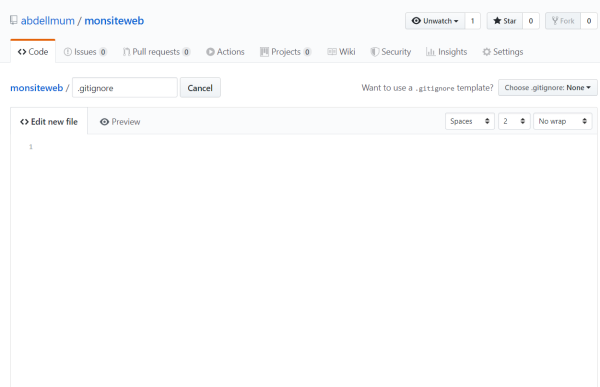 abdellmum / monsiteweb
Unwatch 1 Star 0 Fork 0
Code Issues 0 Pull requests 0 Actions Projects 0 Wiki Security Insights Settings
monsiteweb / .gitignore Cancel Want to use a .gitignore template? Choose .gitignore: None
<> Edit new file Preview Spaces 2 No wrap
1